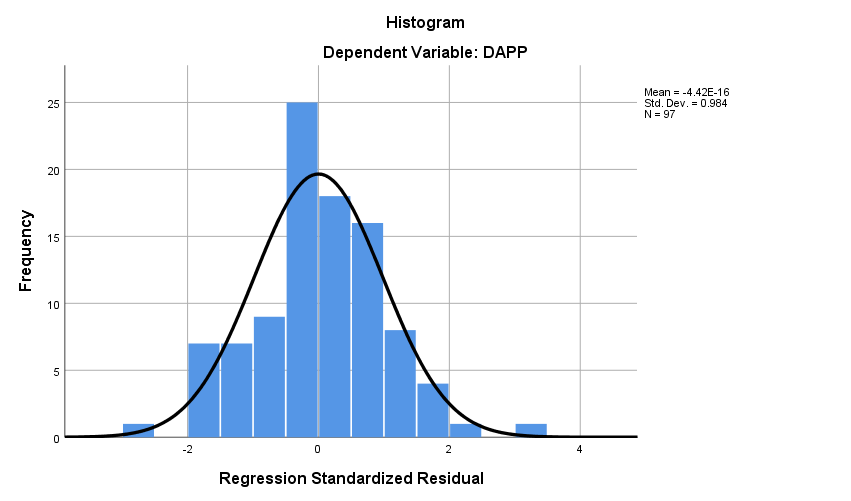 Histogram
Dependent Variable: DAPP
Mean = -4.42E-16
Std. Dev. = 0.984
N = 97
Frequency
25
20
15
10
5
0
-2
0
2
4
Regression Standardized Residual